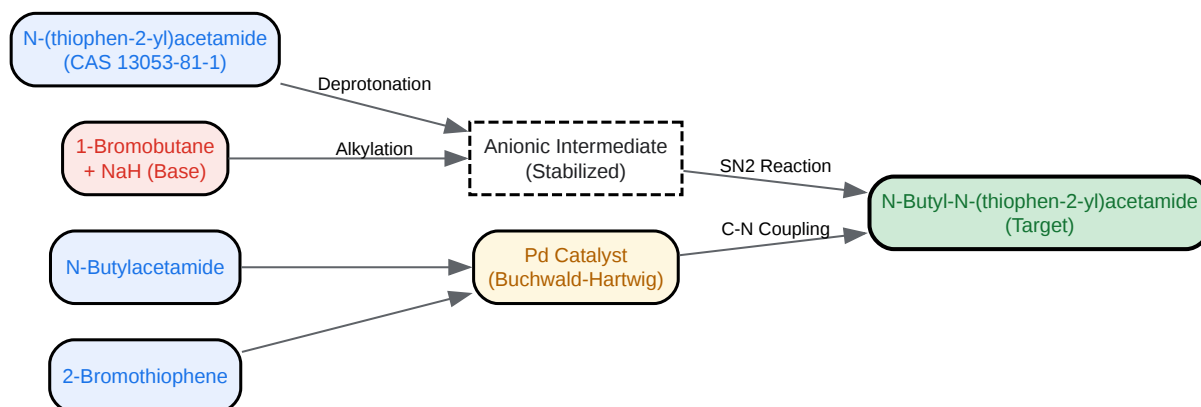 N-(thiophen-2-yl)acetamide
(CAS 13053-81-1)
Deprotonation
1-Bromobutane
+ NaH (Base)
Alkylation
Anionic Intermediate
(Stabilized)
SN2 Reaction
N-Butyl-N-(thiophen-2-yl)acetamide
(Target)
C-N Coupling
N-Butylacetamide
Pd Catalyst
(Buchwald-Hartwig)
2-Bromothiophene